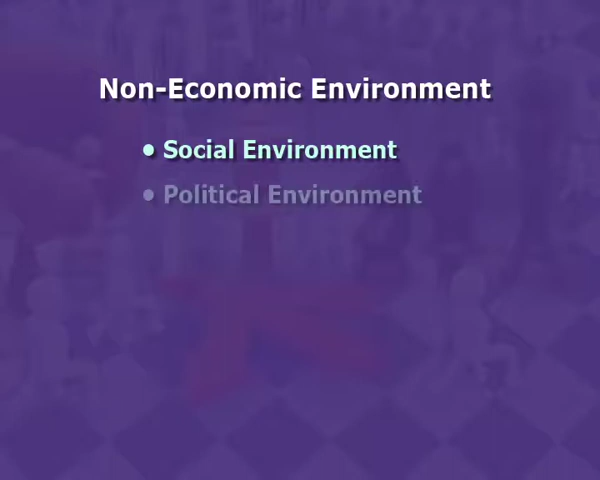 Non-Economic Environment
• Social Environment
• Political Environment